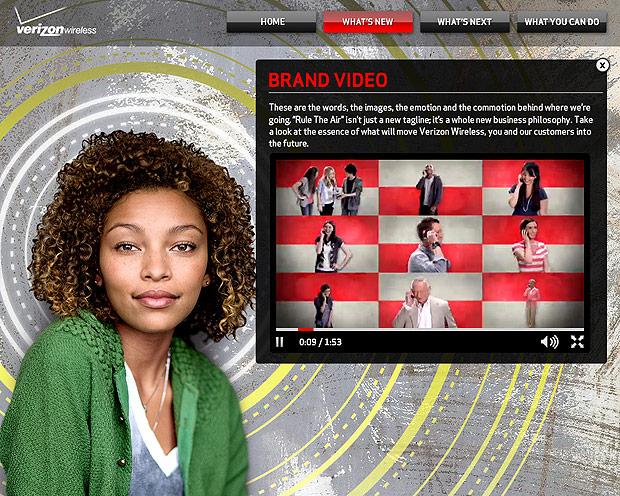 verizonwireless
HOME
WHAT'S NEW
WHAT'S NEXT
WHAT YOU CAN DO
X
BRAND VIDEO
These are the words, the images, the emotion and the commotion behind where we're
going. "Rule The Air" isn't just a new tagline; it's a whole new business philosophy. Take
a look at the essence of what will move Verizon Wireless, you and our customers into
the future.
0:09 / 1:53